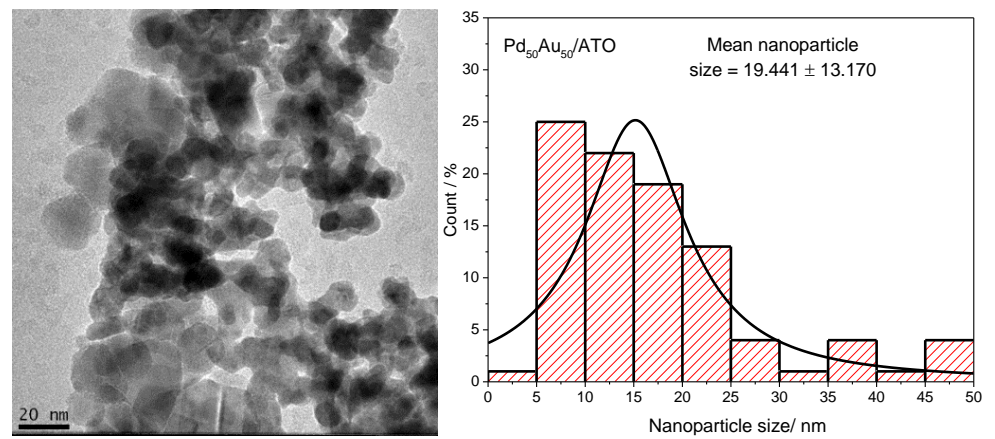 20 nm
Pd50Au50/ATO
Mean nanoparticle
size = 19.441 ± 13.170
35
30
25
20
15
10
5
0
Count / %
0 5 10 15 20 25 30 35 40 45 50
Nanoparticle size/ nm